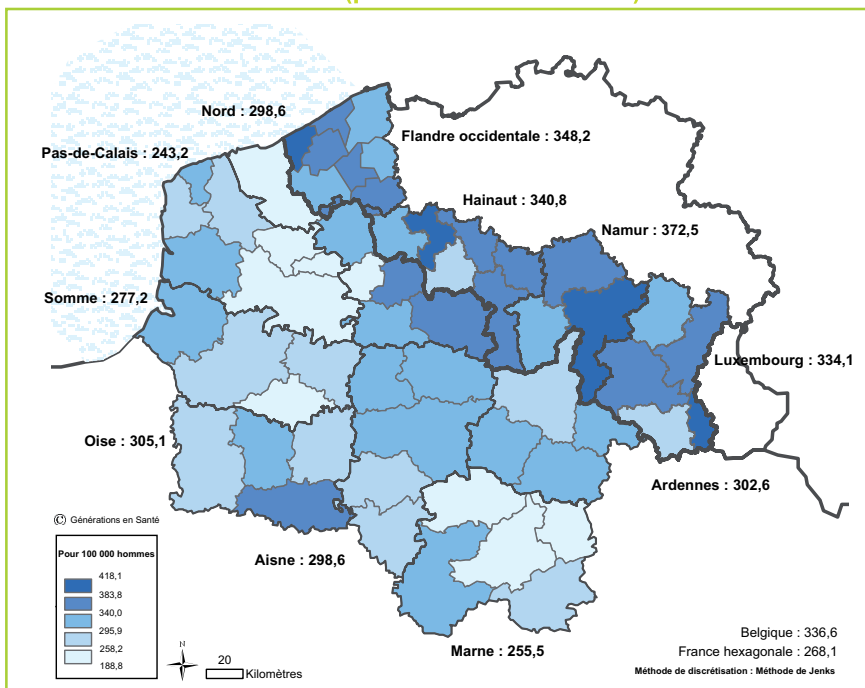 Nord : 298,6
Flandre occidentale : 348,2
Pas-de-Calais : 243,2
Hainaut : 340,8
Namur : 372,5
Somme : 277,2
Luxembourg : 334,1
Oise : 305,1
Ardennes : 302,6
© Générations en Santé
Aisne : 298,6
Pour 100 000 hommes
418,1
383,8
340,0
295,9
258,2
188,8
N
20
Kilomètres
Marne : 255,5
Belgique : 336,6
France hexagonale : 268,1
Méthode de discrétisation : Méthode de Jenks